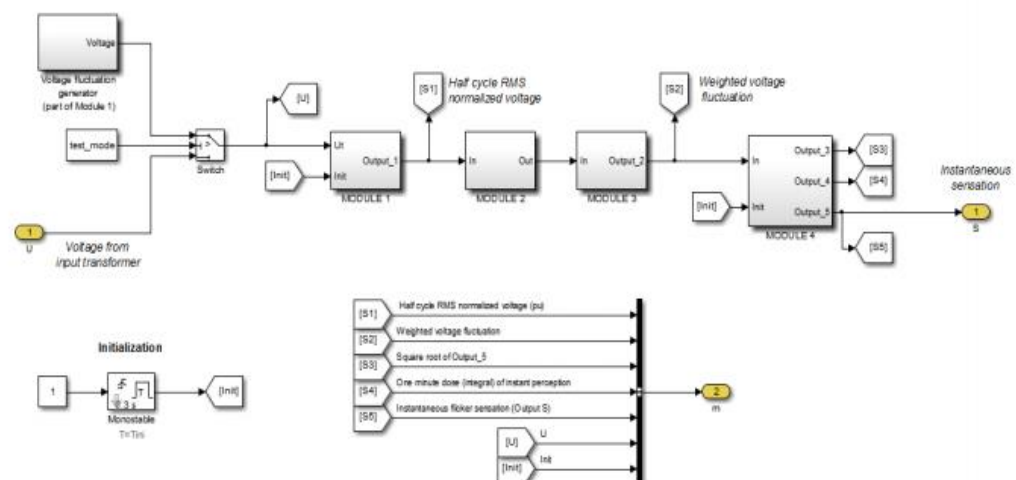 Voltage
Voltage fluctuation
generator
(part of Module 1)
test_mode
>
Switch
[U]
[Init]
Ut
Init
Output_1
MODULE 1
[S1]
Half cycle RMS
normalized voltage
In
Out
MODULE 2
In
Output_2
MODULE 3
[S2]
Weighted voltage
fluctuation
[Init]
In
Init
Output_3
Output_4
Output_5
MODULE 4
[S3]
[S4]
[S5]
Instantaneous
sensation
1
S
1
U
Voltage from
input transformer
Initialization
1
T
0.3 s
Monostable
[Init]
[S1]
Half cycle RMS normalized voltage (pu)
[S2]
Weighted voltage fluctuation
[S3]
Square root of Output_5
[S4]
One minute dose (integral) of instant perception
[S5]
Instantaneous flicker sensation (Output S)
[U]
U
[Init]
Init
2
m